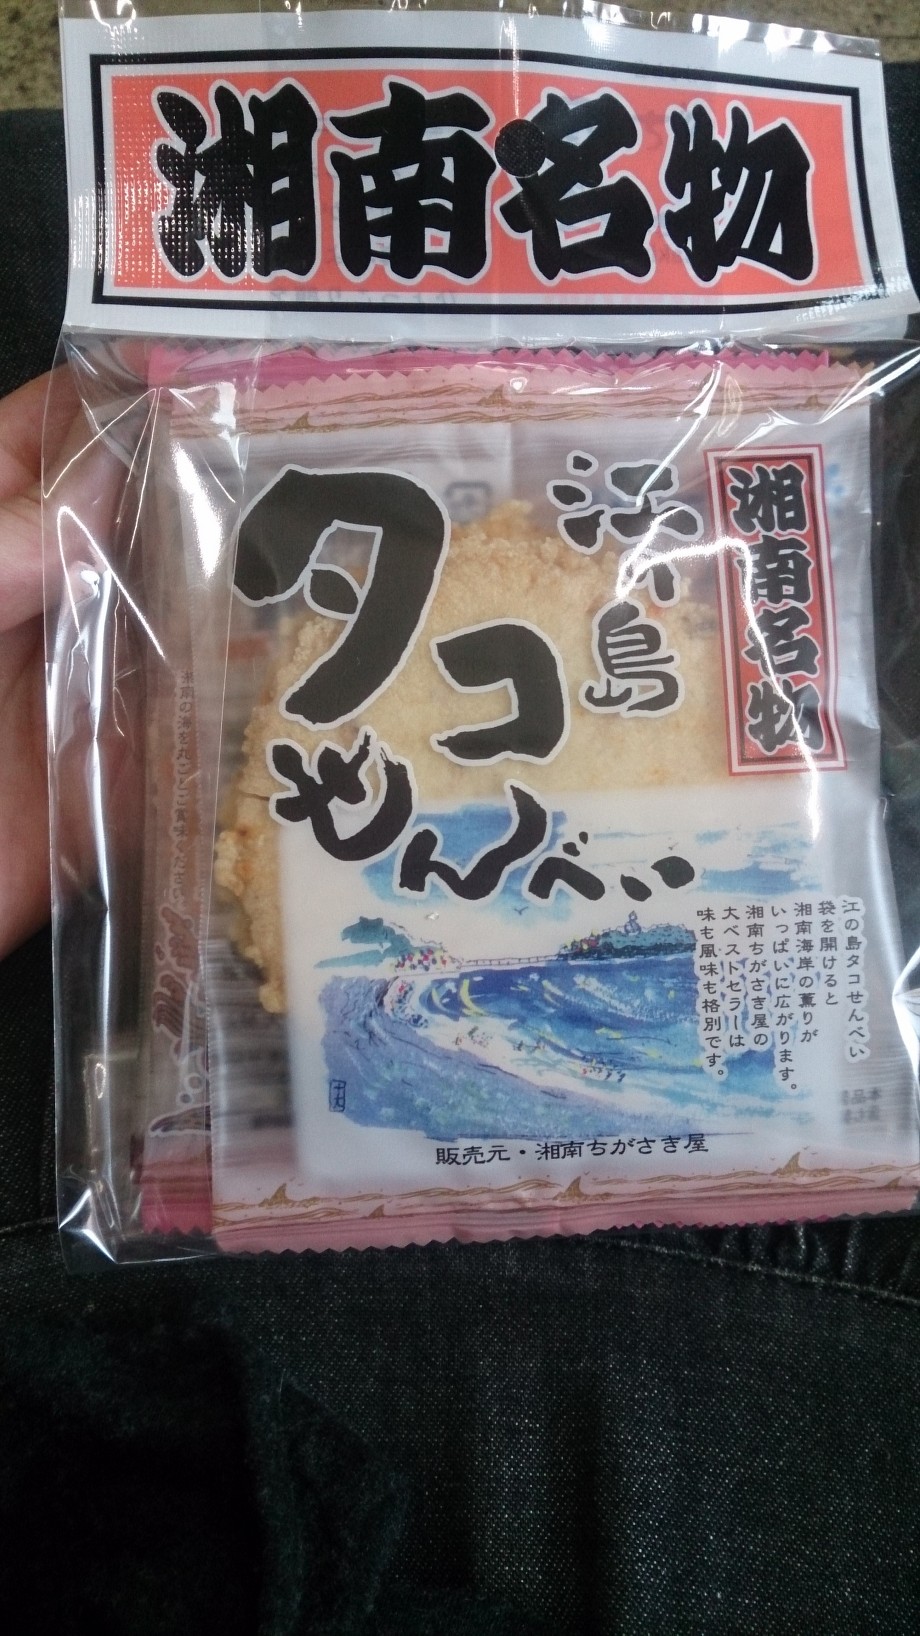 湘南名物
湘南名物
江の島
タコ
せんべい
江の島タコせんべい
袋を開けると
湘南海岸の薫りが
いっぱいに広がります。
湘南ちがさき屋の
大ベストセラーは
味も風味も格別です。
販売元・湘南ちがさき屋